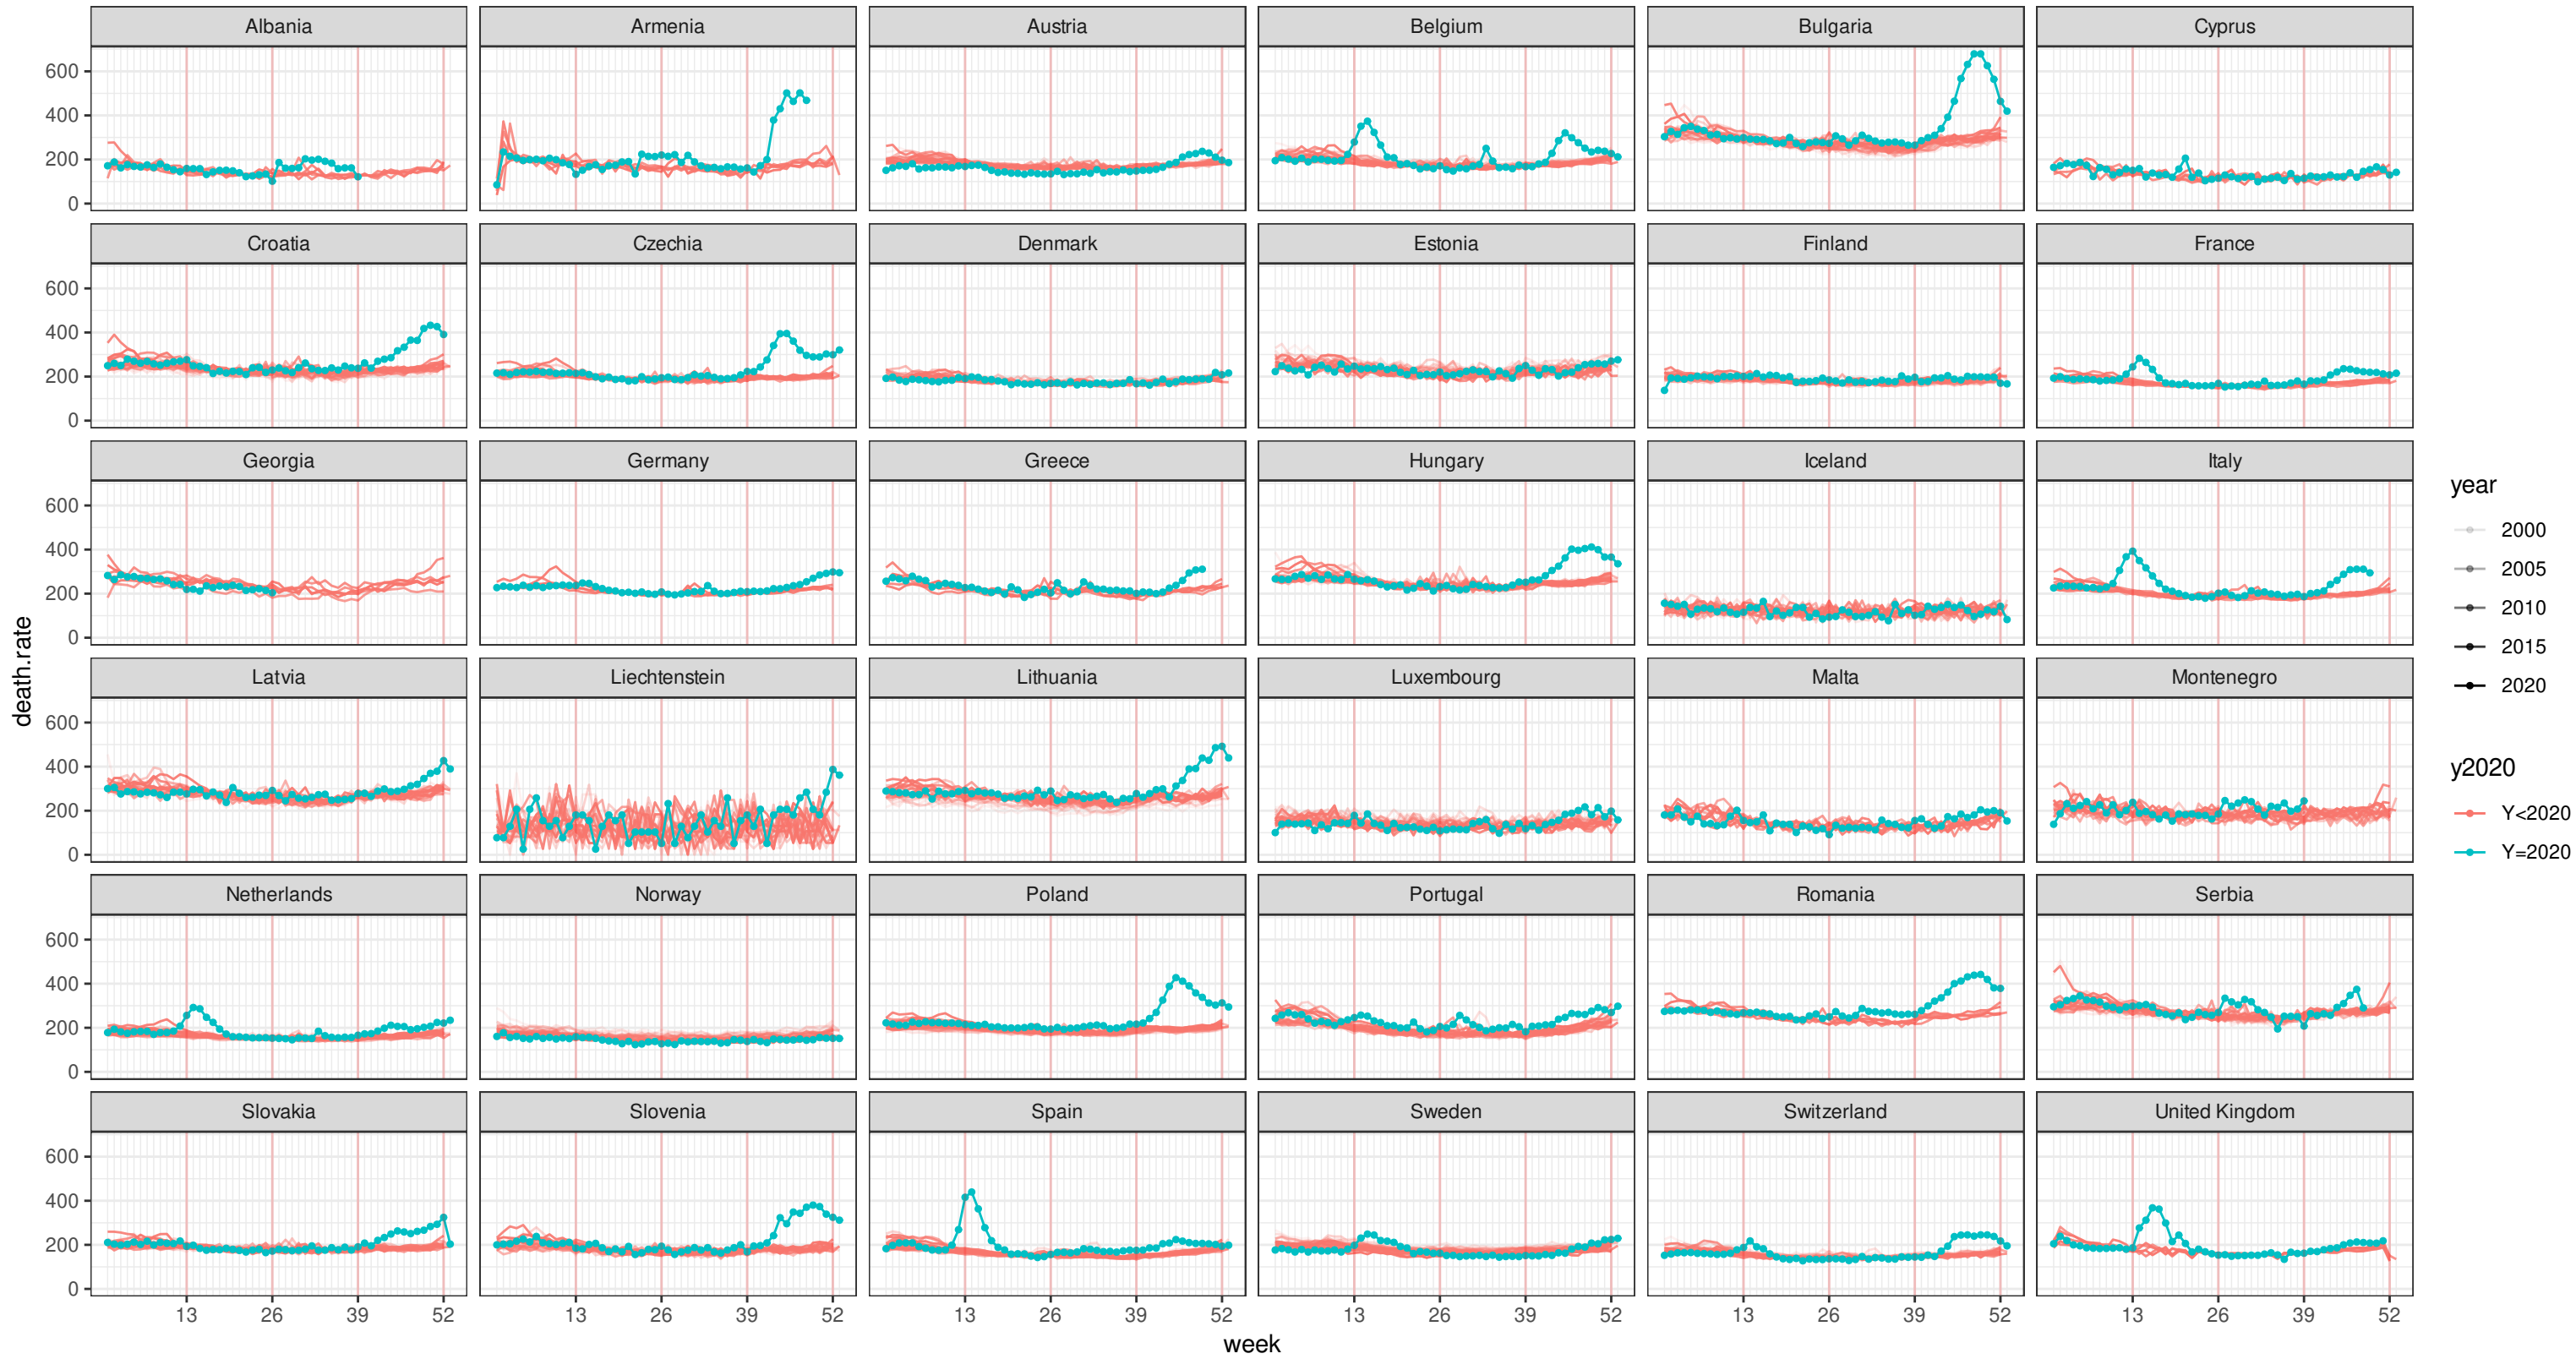 Albania Armenia Austria Belgium Bulgaria Cyprus
600
400
200
0
Croatia Czechia Denmark Estonia Finland France
600
400
200
0
Georgia Germany Greece Hungary Iceland Italy
600
400
200
0
Latvia Liechtenstein Lithuania Luxembourg Malta Montenegro
600
400
200
0
Netherlands Norway Poland Portugal Romania Serbia
600
400
200
0
Slovakia Slovenia Spain Sweden Switzerland United Kingdom
600
400
200
0
13 26 39 52 13 26 39 52 13 26 39 52 13 26 39 52 13 26 39 52 13 26 39 52
week
death.rate
year
2000
2005
2010
2015
2020
y2020
Y<2020
Y=2020